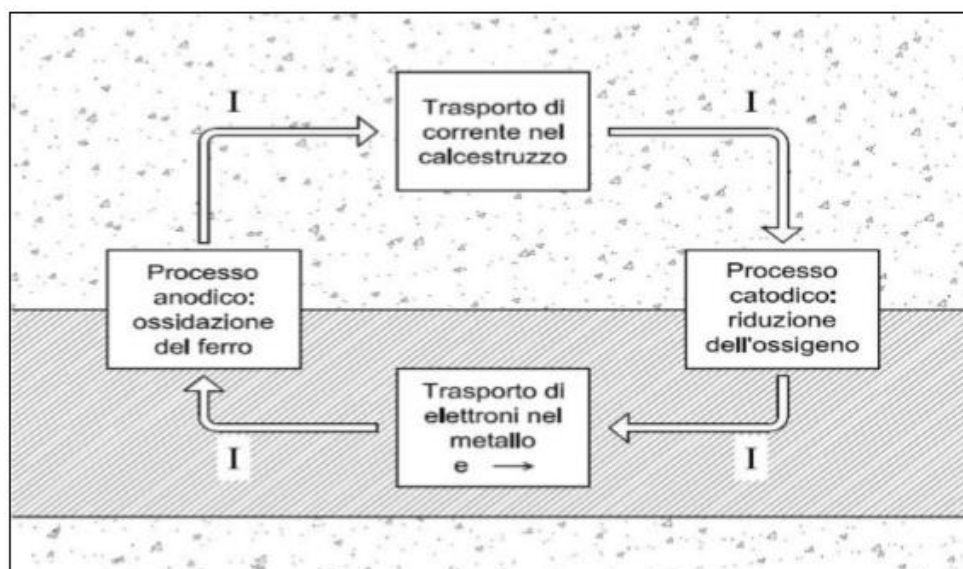 I
Trasporto di
corrente nel
calcestruzzo
I
Processo
anodico:
ossidazione
del ferro
Processo
catodico:
riduzione
dell'ossigeno
Trasporto di
elettroni nel
metallo
e →
I
I